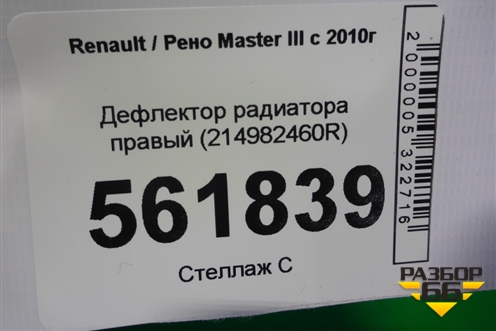 Renault / Рено Master III с 2010г
Дефлектор радиатора
правый (214982460R)
561839
Стеллаж С
2000005322716
РАЗБОР
66